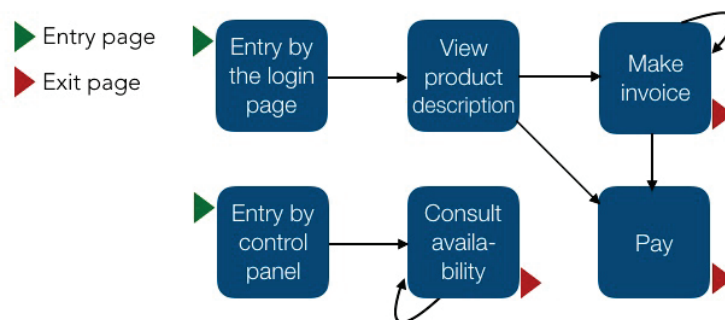 Entry page
Exit page
Entry by
the login
page
View
product
description
Make
invoice
Entry by
control
panel
Consult
availa-
bility
Pay